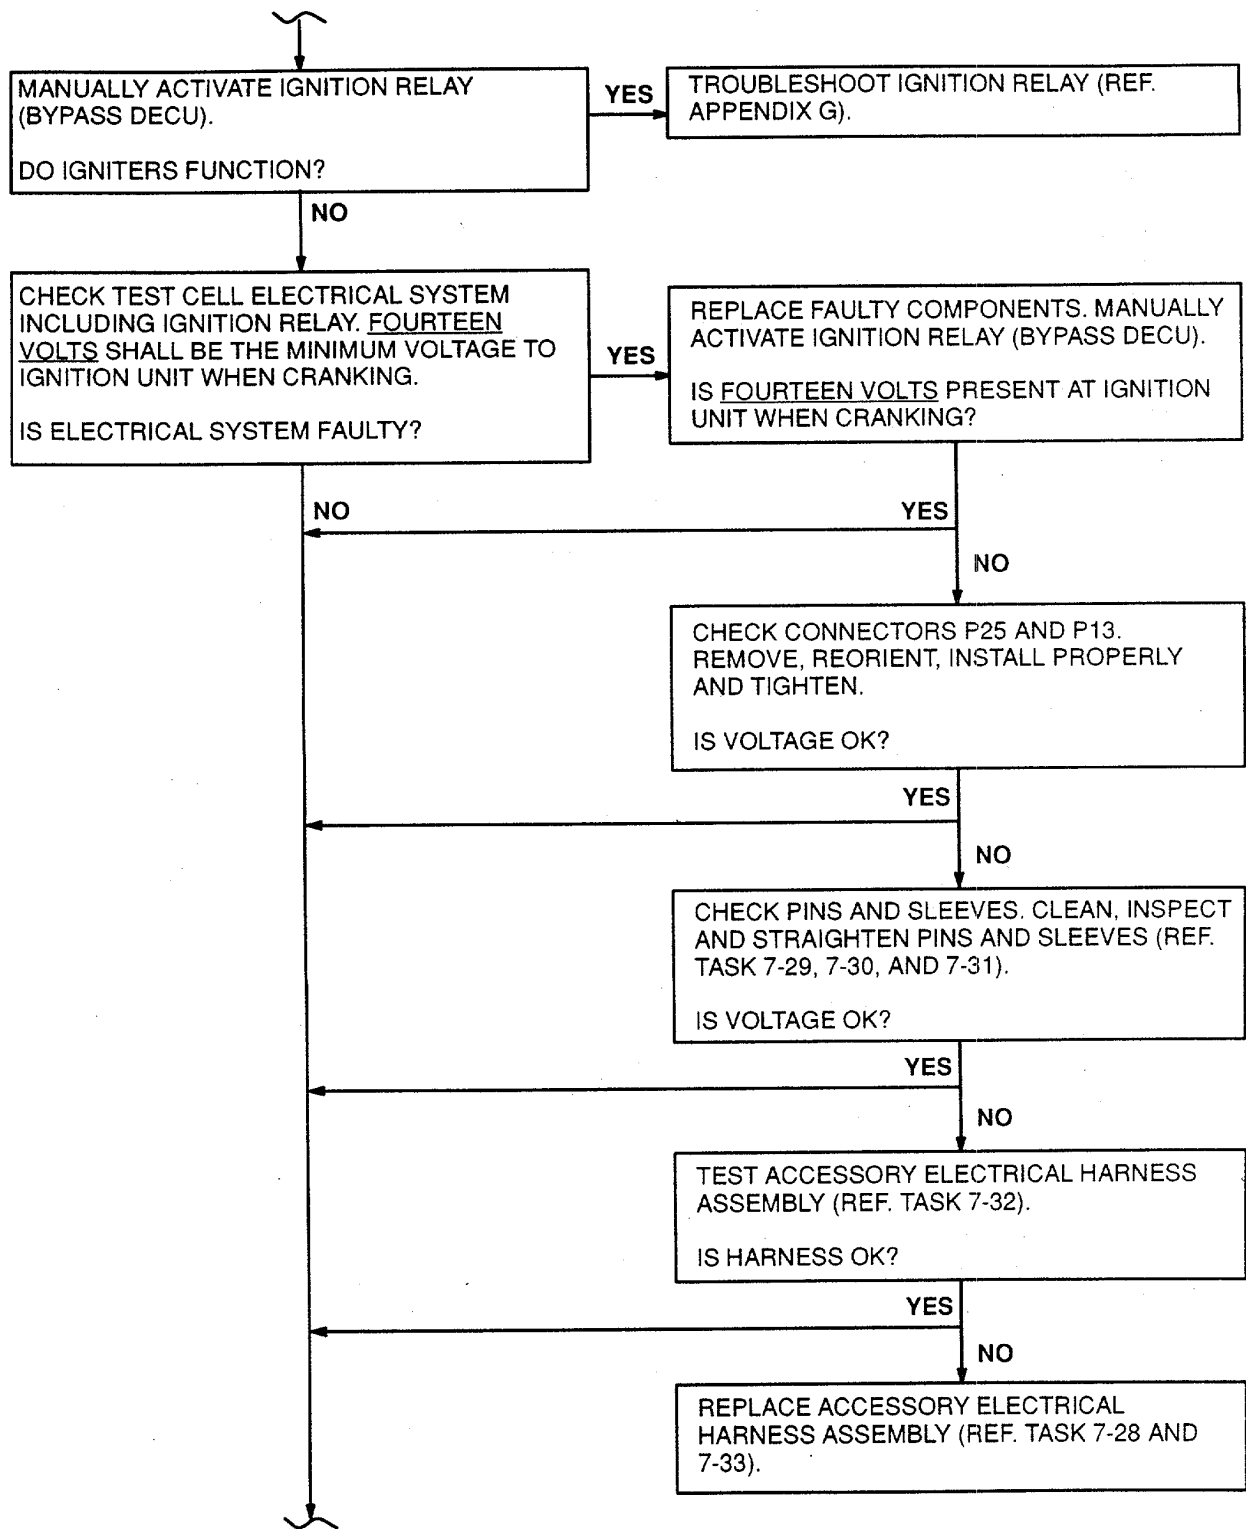 MANUALLY ACTIVATE IGNITION RELAY
(BYPASS DECU).
DO IGNITERS FUNCTION?
YES
TROUBLESHOOT IGNITION RELAY (REF.
APPENDIX G).
NO
CHECK TEST CELL ELECTRICAL SYSTEM
INCLUDING IGNITION RELAY. FOURTEEN
VOLTS SHALL BE THE MINIMUM VOLTAGE TO
IGNITION UNIT WHEN CRANKING.
IS ELECTRICAL SYSTEM FAULTY?
YES
REPLACE FAULTY COMPONENTS. MANUALLY
ACTIVATE IGNITION RELAY (BYPASS DECU).
IS FOURTEEN VOLTS PRESENT AT IGNITION
UNIT WHEN CRANKING?
NO
YES
NO
CHECK CONNECTORS P25 AND P13.
REMOVE, REORIENT, INSTALL PROPERLY
AND TIGHTEN.
IS VOLTAGE OK?
YES
NO
CHECK PINS AND SLEEVES. CLEAN, INSPECT
AND STRAIGHTEN PINS AND SLEEVES (REF.
TASK 7-29, 7-30, AND 7-31).
IS VOLTAGE OK?
YES
NO
TEST ACCESSORY ELECTRICAL HARNESS
ASSEMBLY (REF. TASK 7-32).
IS HARNESS OK?
YES
NO
REPLACE ACCESSORY ELECTRICAL
HARNESS ASSEMBLY (REF. TASK 7-28 AND
7-33).